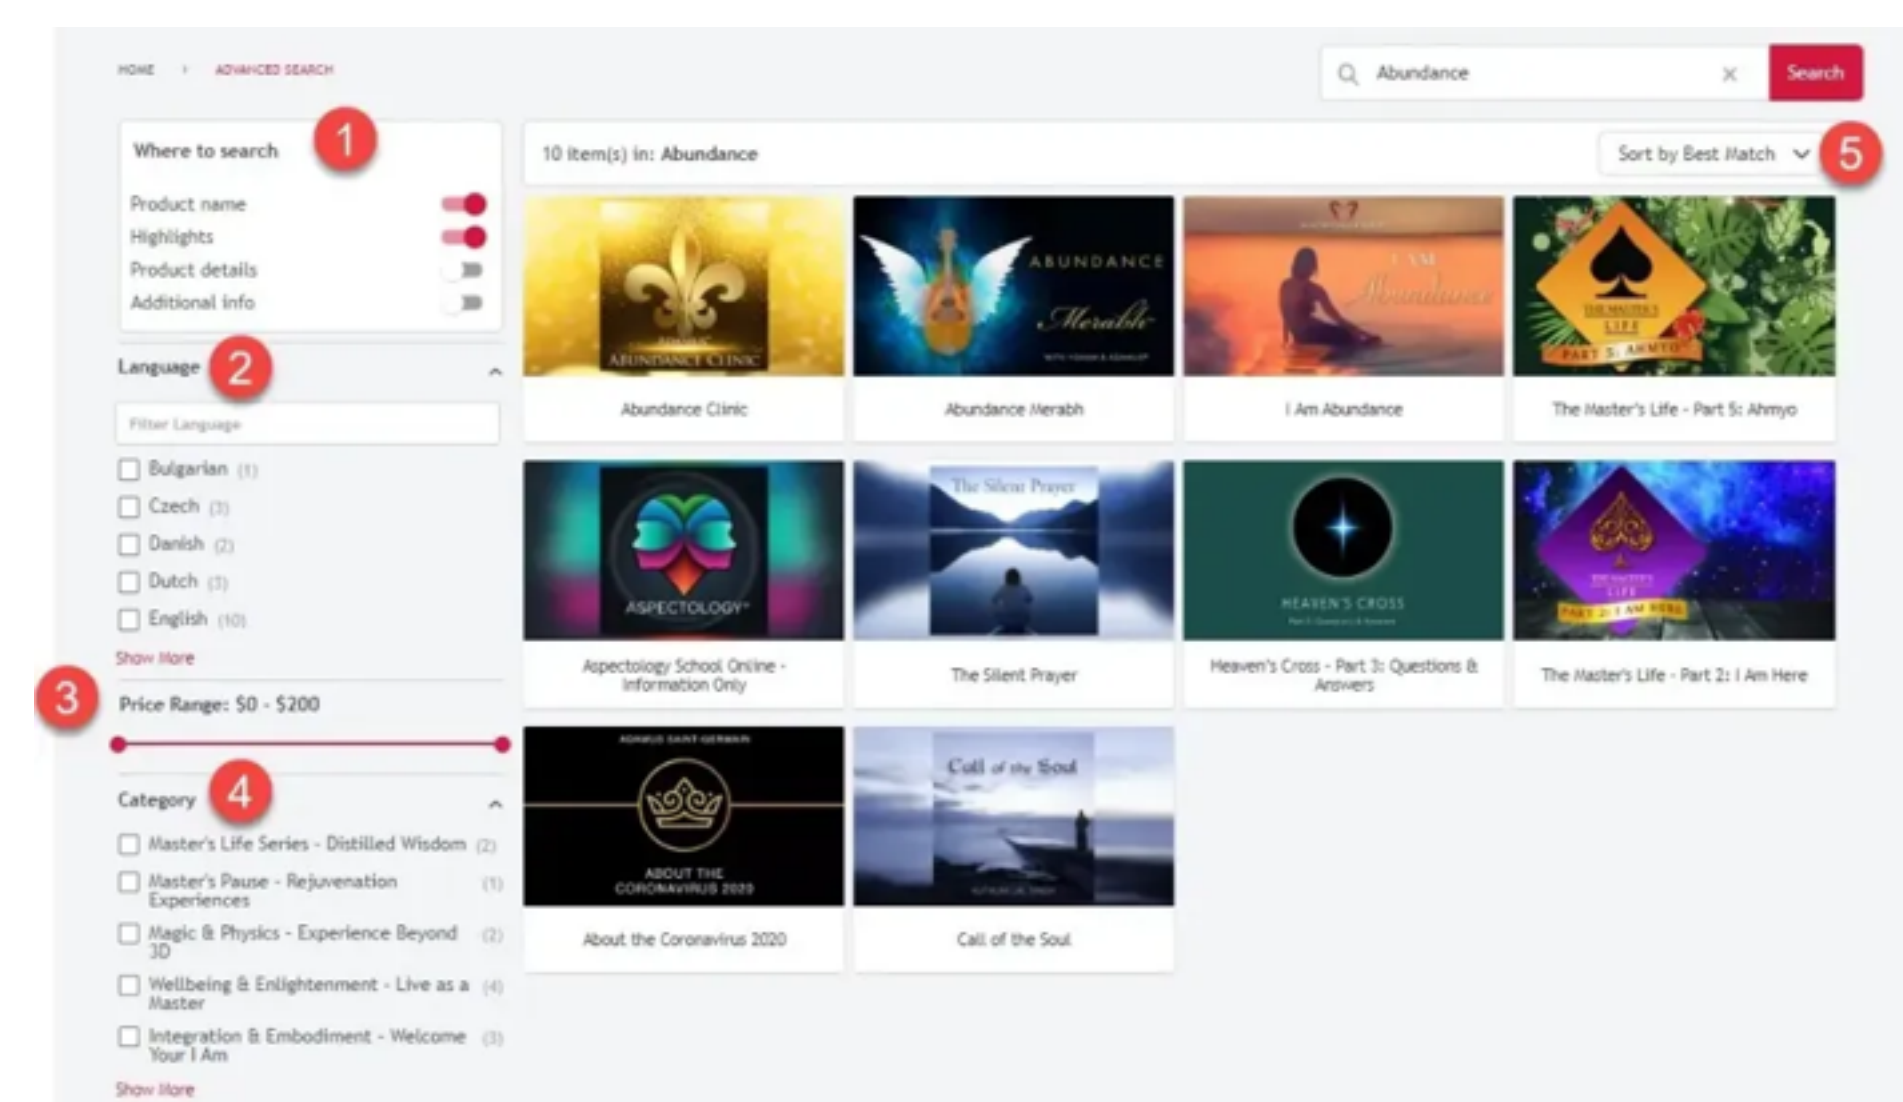 HOME › ADVANCED SEARCH
Abundance × Search
1
Where to search
Product name
Highlights
Product details
Additional info
2
Language
Filter Language
Bulgarian (1)
Czech (3)
Danish (2)
Dutch (3)
English (10)
Show More
3
Price Range: $0 - $200
4
Category
Master's Life Series - Distilled Wisdom (2)
Master's Pause - Rejuvenation (1)
Experiences
Magic & Physics - Experience Beyond (2)
3D
Wellbeing & Enlightenment - Live as a (4)
Master
Integration & Embodiment - Welcome (3)
Your I Am
Show More
10 item(s) in: Abundance
Sort by Best Match
5
ABUNDANCE CLINIC
Abundance Clinic
ABUNDANCE
Merabh
WITH YOHAM & ADAMUS
Abundance Merabh
I AM
Abundance
I Am Abundance
THE MASTER'S
LIFE
PART 5: AHMYO
The Master's Life - Part 5: Ahmyo
ASPECTOLOGY
Aspectology School Online -
Information Only
The Silent Prayer
The Silent Prayer
HEAVEN'S CROSS
Part 3: Questions & Answers
Heaven's Cross - Part 3: Questions &
Answers
THE MASTER'S
LIFE
PART 2: I AM HERE
The Master's Life - Part 2: I Am Here
ADAMUS SAINT-GERMAIN
ABOUT THE
CORONAVIRUS 2020
About the Coronavirus 2020
Call of the Soul
Call of the Soul